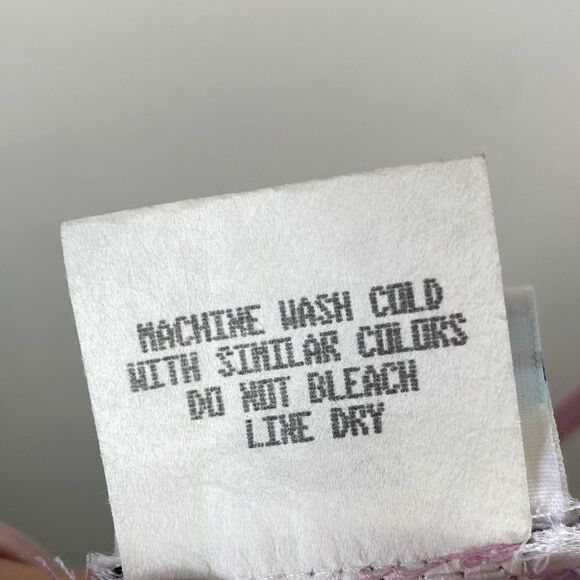 MACHINE WASH COLD
WITH SIMILAR COLORS
DO NOT BLEACH
LINE DRY